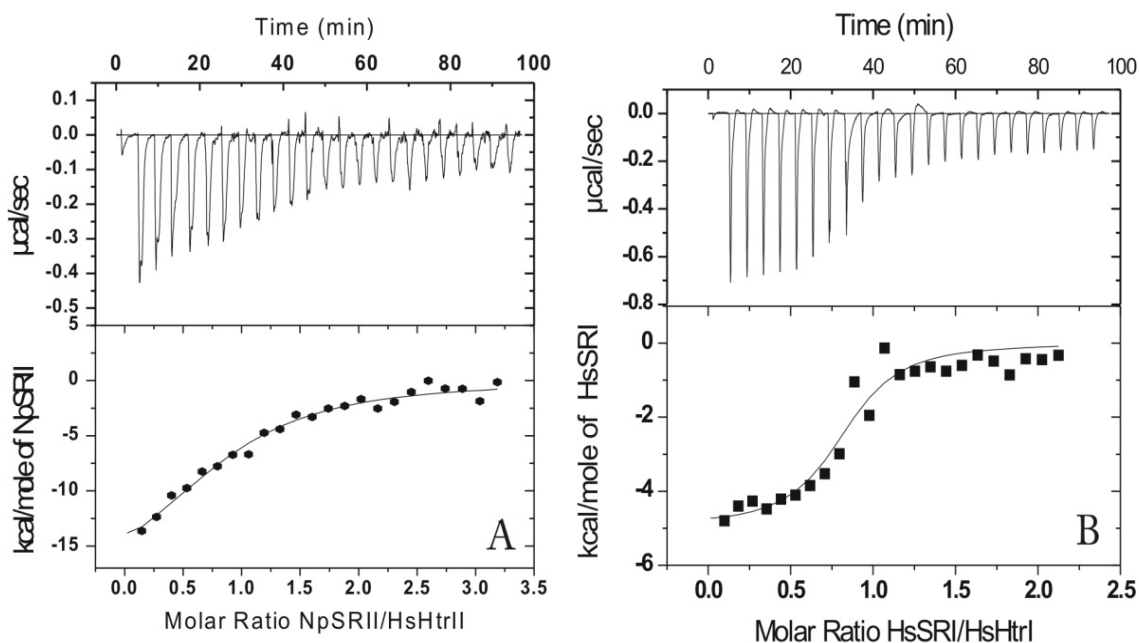 Time (min)
0 20 40 60 80 100
0.1
0.0
-0.1
-0.2
-0.3
-0.4
-0.5
µcal/sec
5
0
-5
-10
-15
kcal/mole of NpSRII
A
0.0 0.5 1.0 1.5 2.0 2.5 3.0 3.5
Molar Ratio NpSRII/HsHtrII
Time (min)
0 20 40 60 80 100
0.0
-0.2
-0.4
-0.6
-0.8
µcal/sec
0
-2
-4
-6
kcal/mole of HsSRI
B
0.0 0.5 1.0 1.5 2.0 2.5
Molar Ratio HsSRI/HsHtrI